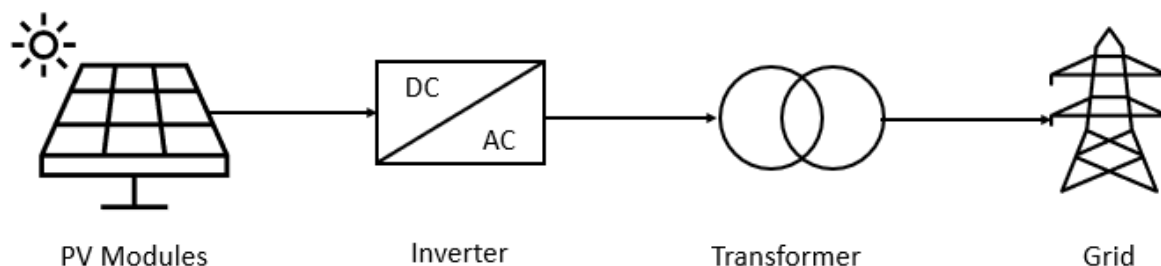 DC
AC
PV Modules
Inverter
Transformer
Grid